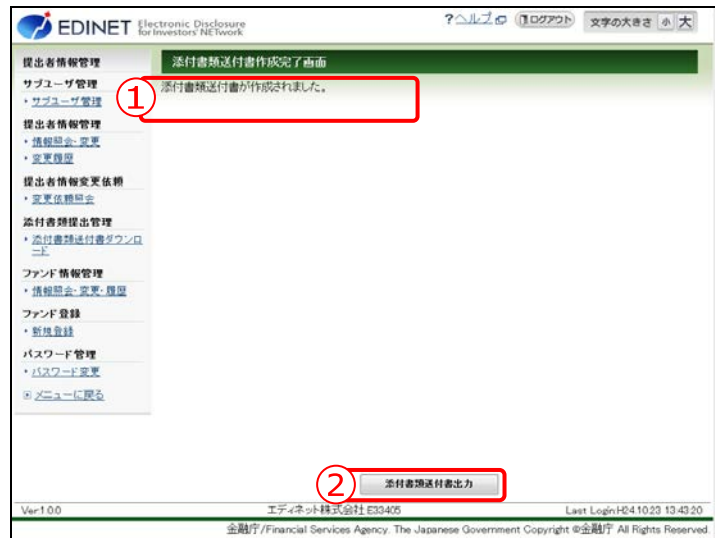 EDINET Electronic Disclosure
for Investors' NETwork
?ヘルプ ログアウト 文字の大きさ 小 大
提出者情報管理
サブユーザ管理
・サブユーザ管理
提出者情報管理
・情報照会・変更
・変更履歴
提出者情報変更依頼
・変更依頼照会
添付書類提出管理
・添付書類送付書ダウンロ
ード
ファンド情報管理
・情報照会・変更・履歴
ファンド登録
・新規登録
パスワード管理
・パスワード変更
メニューに戻る
添付書類送付書作成完了画面
① 添付書類送付書が作成されました。
② 添付書類送付書出力
Ver.1.0.0 エディネット株式会社 E33405 Last Login:H24.10.23 13:43:20
金融庁/Financial Services Agency. The Japanese Government Copyright ©金融庁 All Rights Reserved.